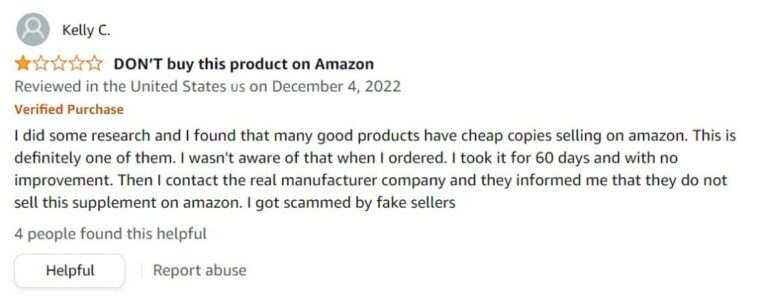 Kelly C.
DON'T buy this product on Amazon
Reviewed in the United States us on December 4, 2022
Verified Purchase
I did some research and I found that many good products have cheap copies selling on amazon. This is
definitely one of them. I wasn't aware of that when I ordered. I took it for 60 days and with no
improvement. Then I contact the real manufacturer company and they informed me that they do not
sell this supplement on amazon. I got scammed by fake sellers
4 people found this helpful
Helpful
Report abuse